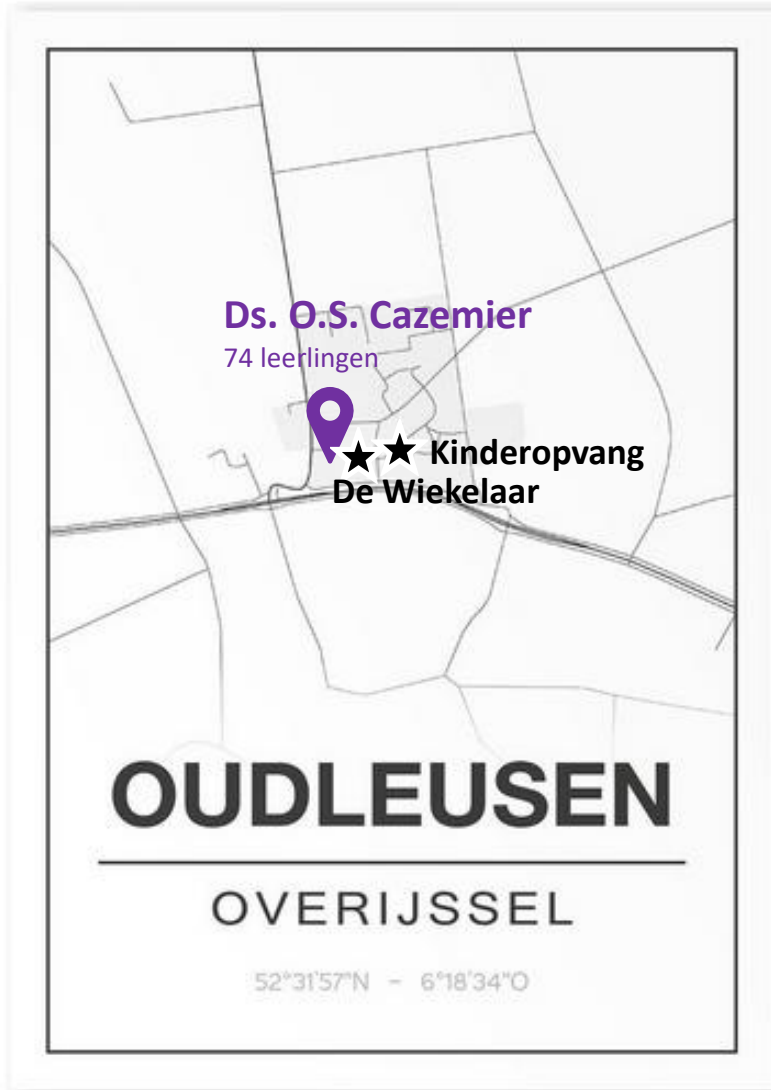 Ds. O.S. Cazemier
74 leerlingen
Kinderopvang
De Wiekelaar
OUDLEUSEN
OVERIJSSEL
52°31'57"N – 6°18'34"O